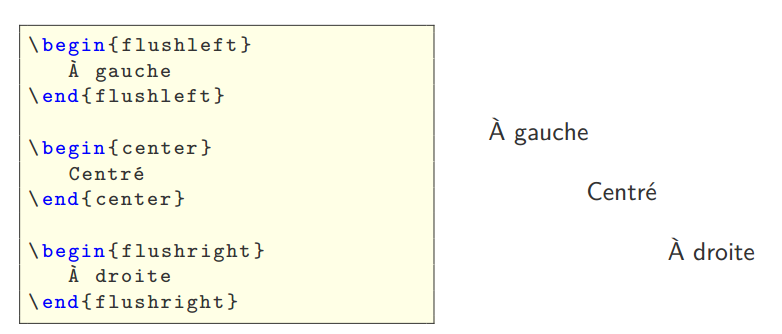 \begin{flushleft}
À gauche
\end{flushleft}
\begin{center}
Centré
\end{center}
\begin{flushright}
À droite
\end{flushright}
À gauche
Centré
À droite